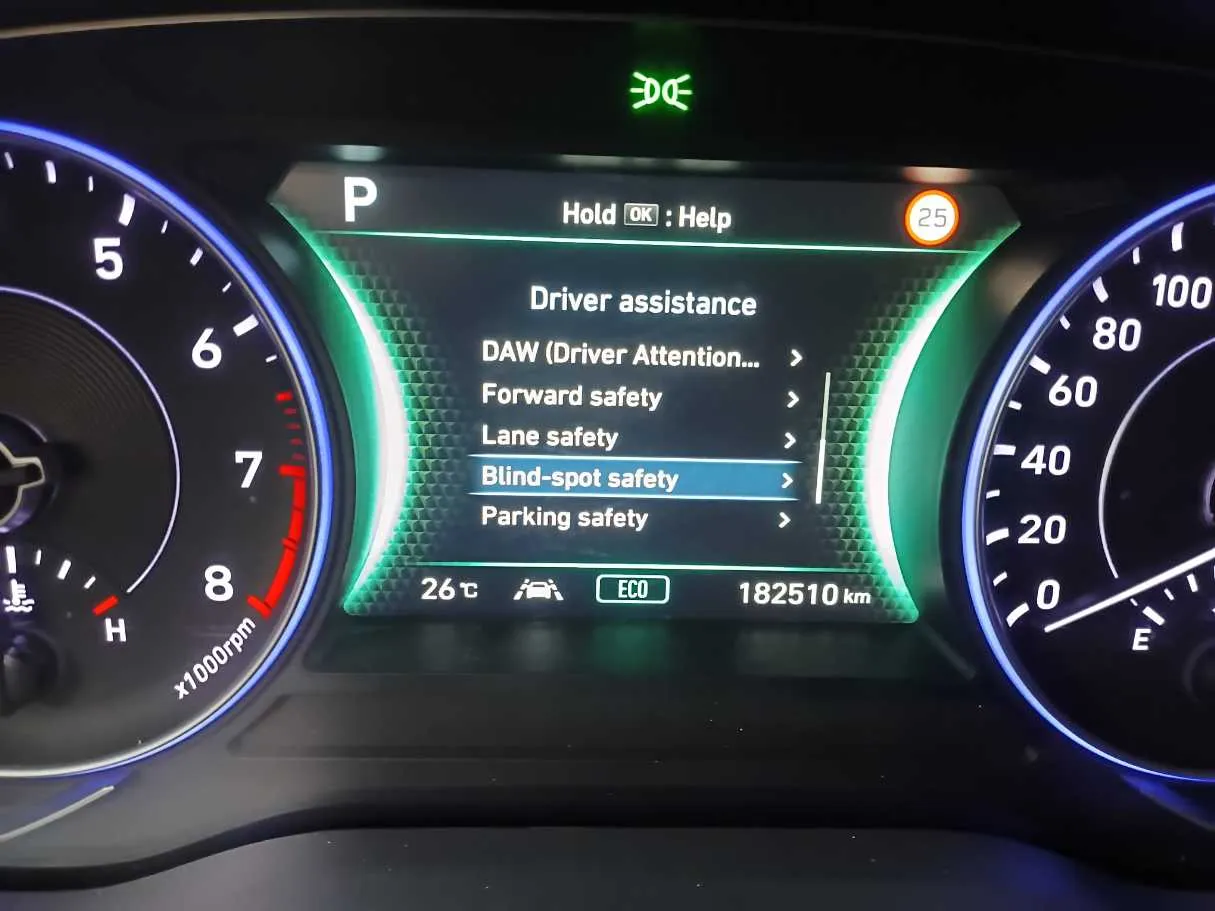 P
Hold OK : Help
25
Driver assistance
DAW (Driver Attention... >
Forward safety >
Lane safety >
Blind-spot safety >
Parking safety >
26°C
ECO
182510 km
5
6
7
8
x1000rpm
H
100
80
60
40
20
0
E